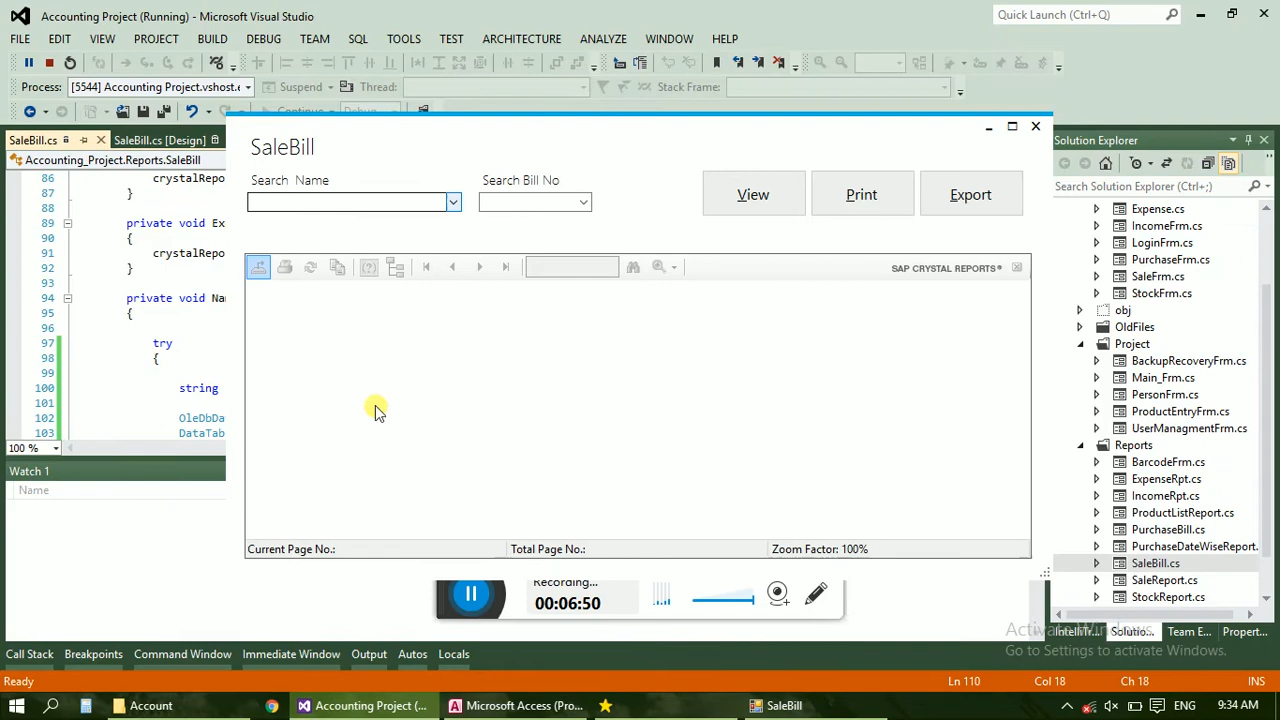 Accounting Project (Running) - Microsoft Visual Studio
Quick Launch (Ctrl+Q)
FILE EDIT VIEW PROJECT BUILD DEBUG TEAM SQL TOOLS TEST ARCHITECTURE ANALYZE WINDOW HELP
Process: [5544] Accounting Project.vshost.e Suspend Thread: Stack Frame:
Continue Debug
SaleBill.cs SaleBill.cs [Design]
Accounting_Project.Reports.SaleBill
86 crystalRepo
87 }
88
89 private void Ex
90 {
91 crystalRepo
92 }
93
94 private void Na
95 {
96
97 try
98 {
99
100 string
101
102 OleDbDa
103 DataTab
100 %
Watch 1
Name
SaleBill
Search Name
Search Bill No
View
Print
Export
SAP CRYSTAL REPORTS®
Current Page No.:
Total Page No.:
Zoom Factor: 100%
Recording...
00:06:50
Solution Explorer
Search Solution Explorer (Ctrl+;)
Expense.cs
IncomeFrm.cs
LoginFrm.cs
PurchaseFrm.cs
SaleFrm.cs
StockFrm.cs
obj
OldFiles
Project
BackupRecoveryFrm.cs
Main_Frm.cs
PersonFrm.cs
ProductEntryFrm.cs
UserManagmentFrm.cs
Reports
BarcodeFrm.cs
ExpenseRpt.cs
IncomeRpt.cs
ProductListReport.cs
PurchaseBill.cs
PurchaseDateWiseReport.
SaleBill.cs
SaleReport.cs
StockReport.cs
Intelli Tr... Solutio... Team E... Propert...
Activate Windows
Go to Settings to activate Windows.
Call Stack Breakpoints Command Window Immediate Window Output Autos Locals
Ready Ln 110 Col 18 Ch 18 INS
Account Accounting Project (... Microsoft Access (Pro... SaleBill ENG 9:34 AM